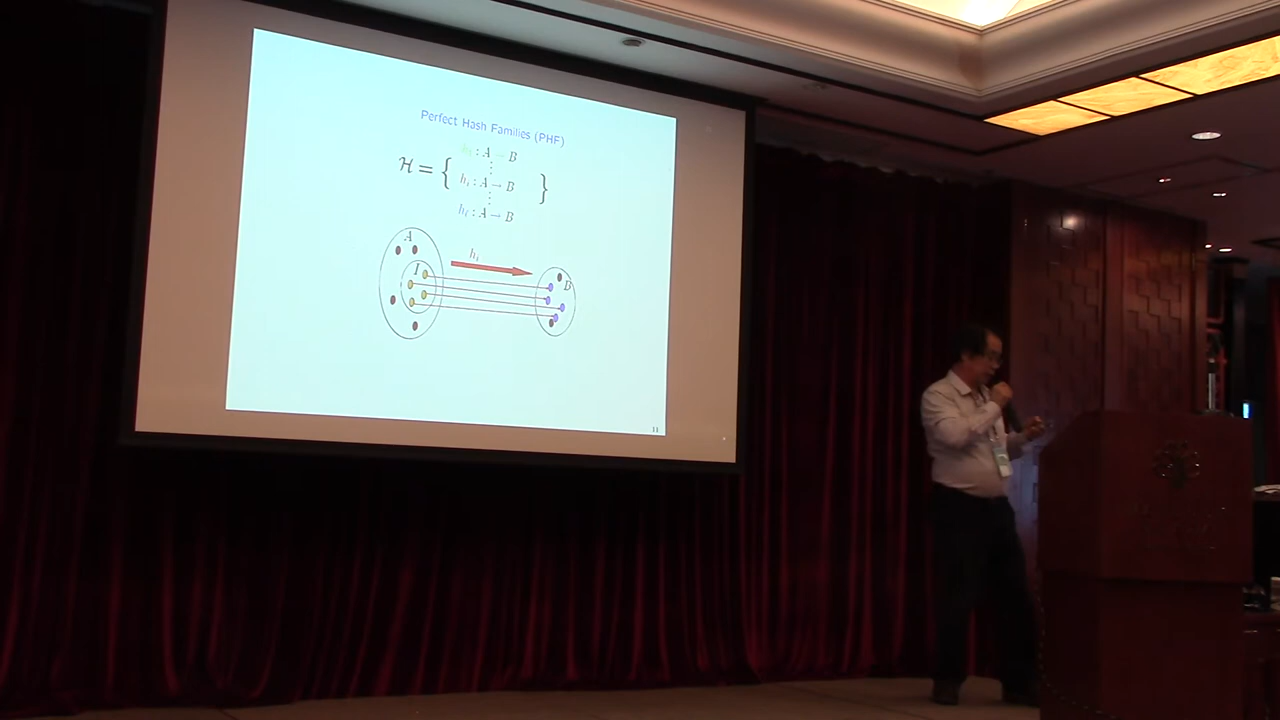 Perfect Hash Families (PHF)
h₁ : A → B
⋮
ℋ = { hᵢ : A → B }
⋮
hₗ : A → B
hᵢ
A
I
B
11